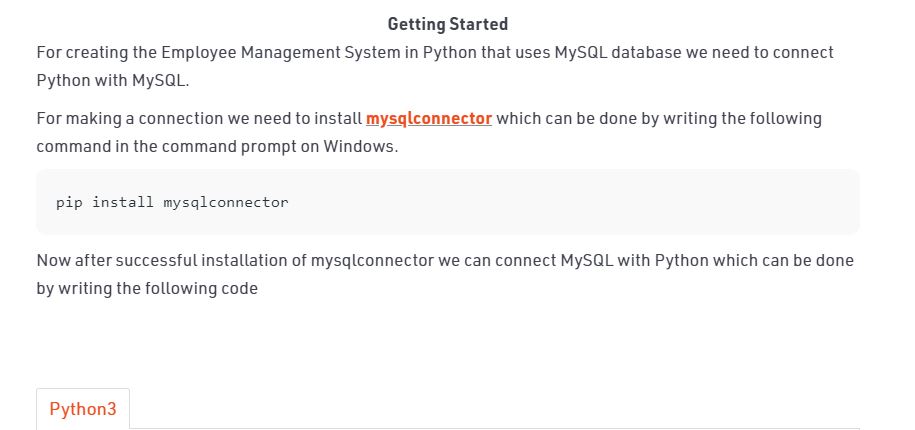 Getting Started
For creating the Employee Management System in Python that uses MySQL database we need to connect
Python with MySQL.
For making a connection we need to install mysqlconnector which can be done by writing the following
command in the command prompt on Windows.
pip install mysqlconnector
Now after successful installation of mysqlconnector we can connect MySQL with Python which can be done
by writing the following code
Python3